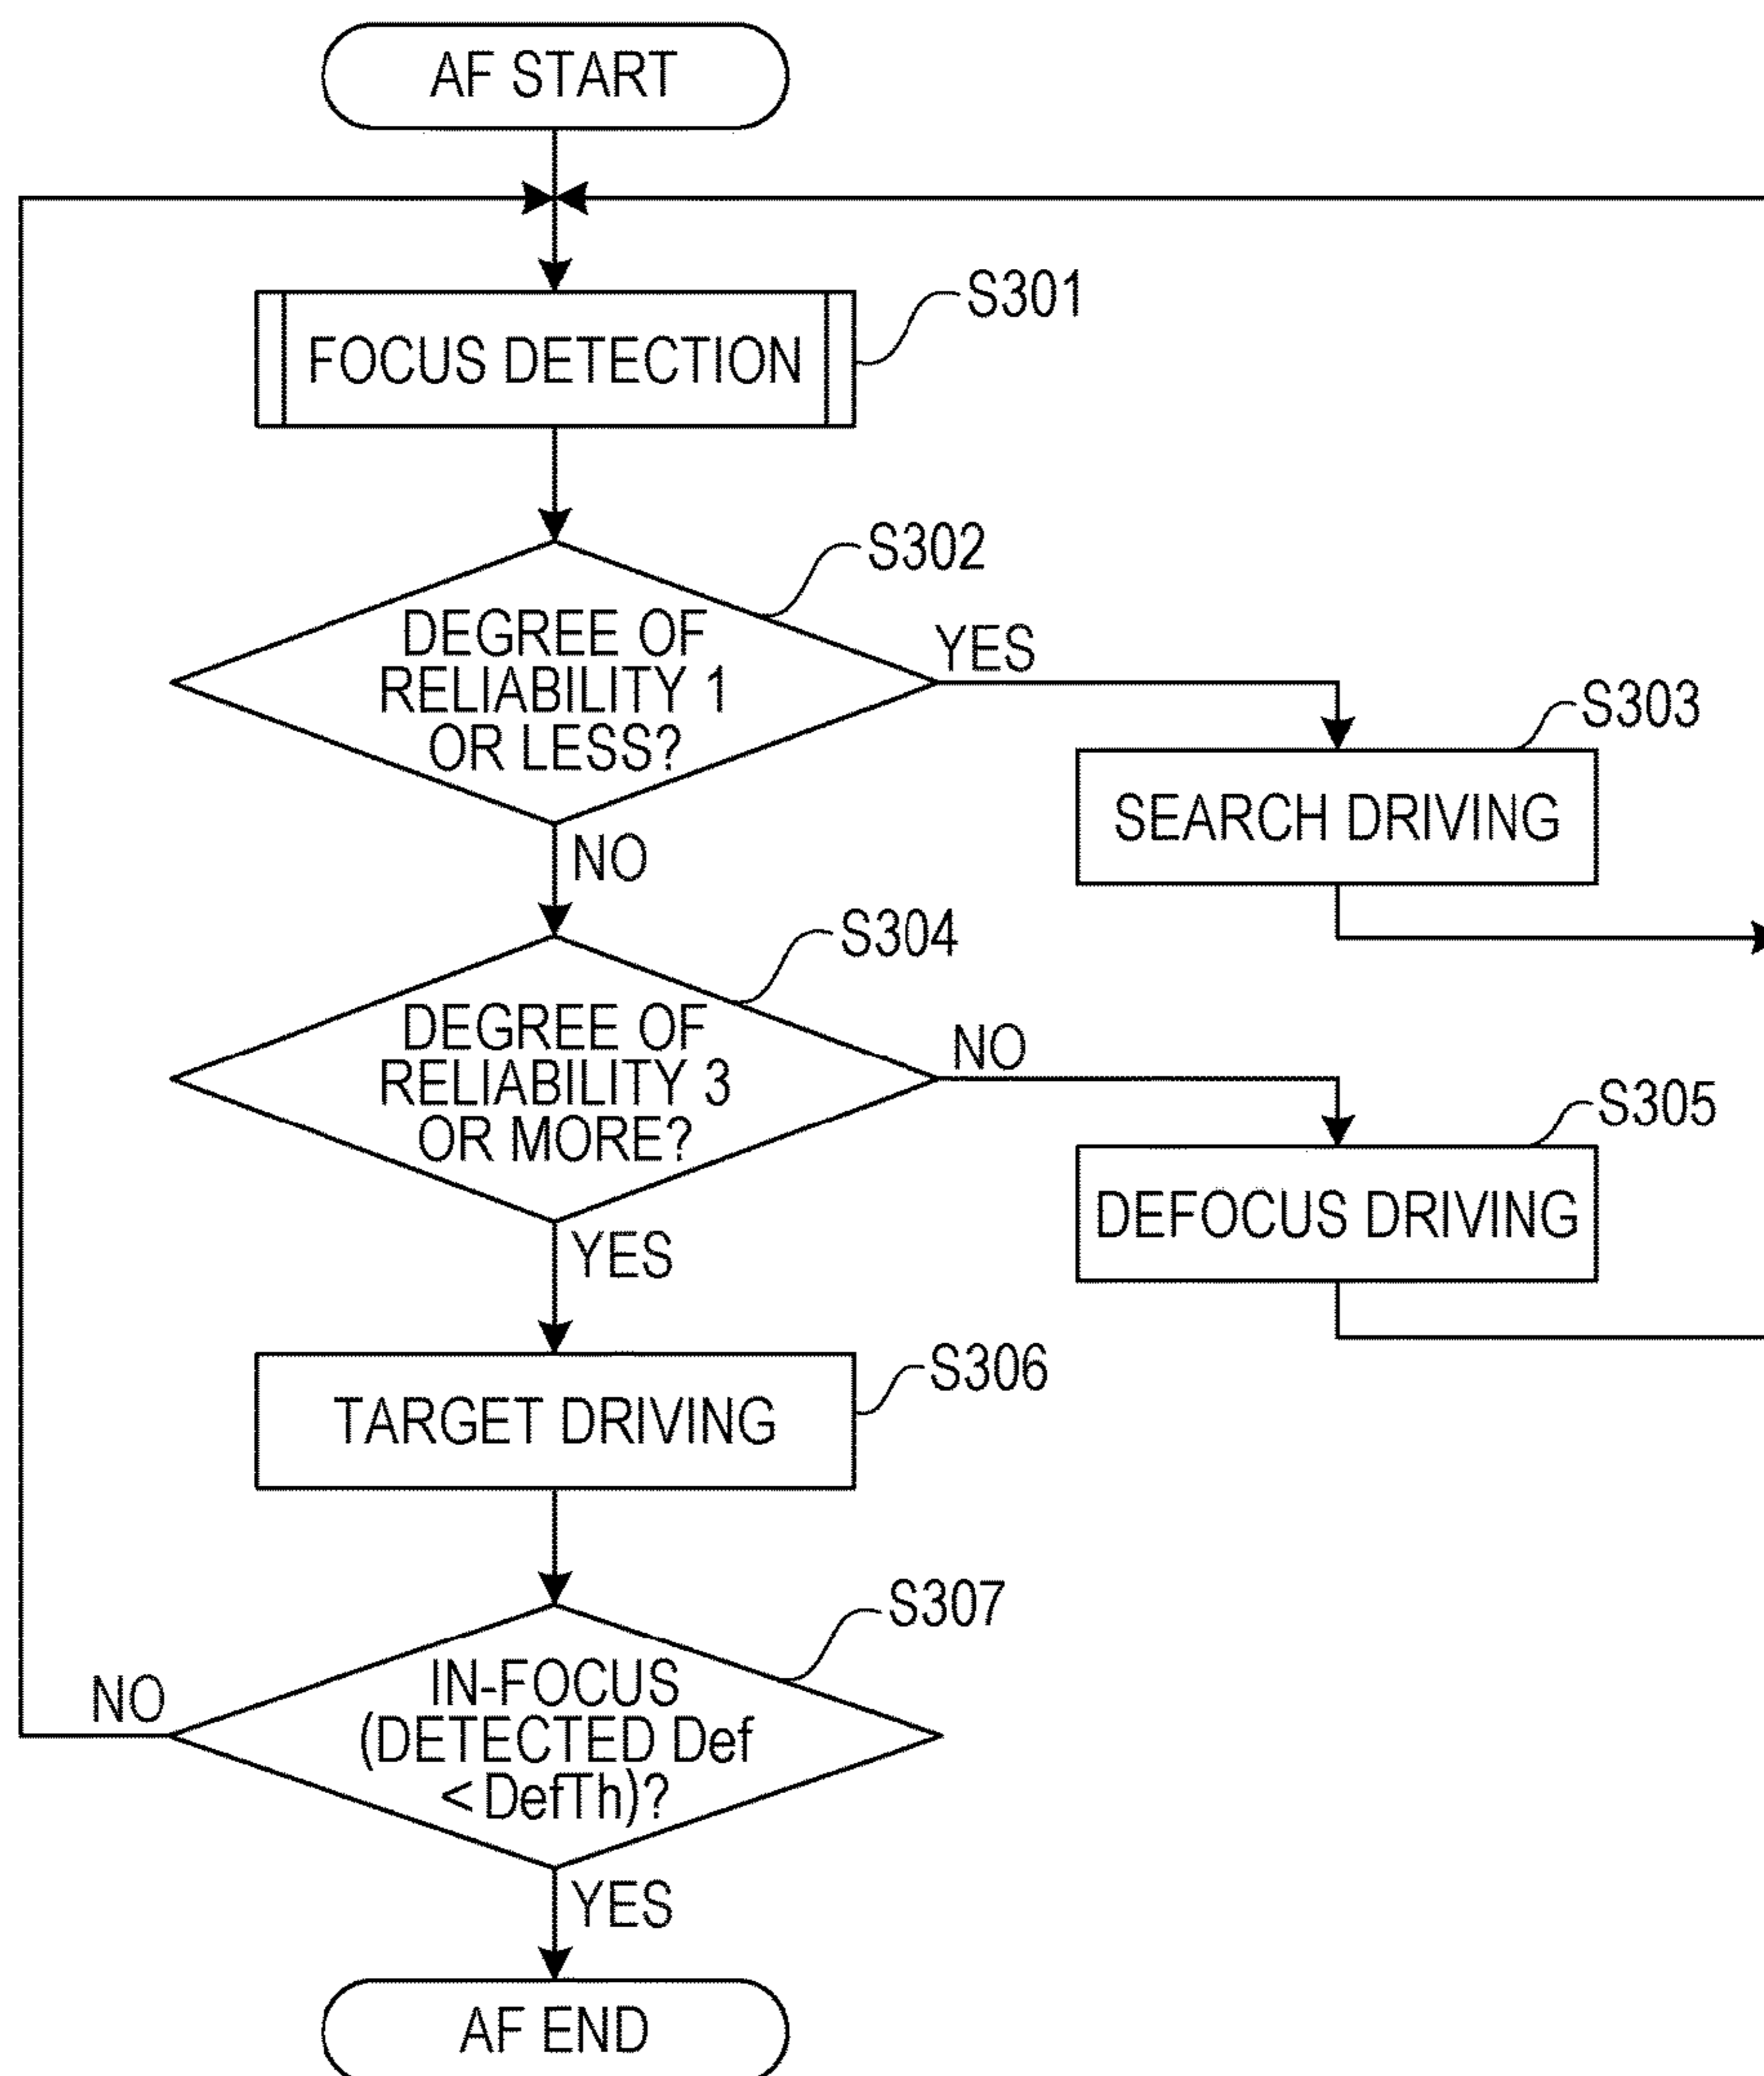 AF START
S301
FOCUS DETECTION
S302
DEGREE OF
RELIABILITY 1
OR LESS?
YES
S303
SEARCH DRIVING
NO
S304
DEGREE OF
RELIABILITY 3
OR MORE?
NO
S305
DEFOCUS DRIVING
YES
S306
TARGET DRIVING
S307
IN-FOCUS
(DETECTED Def
< DefTh)?
NO
YES
AF END